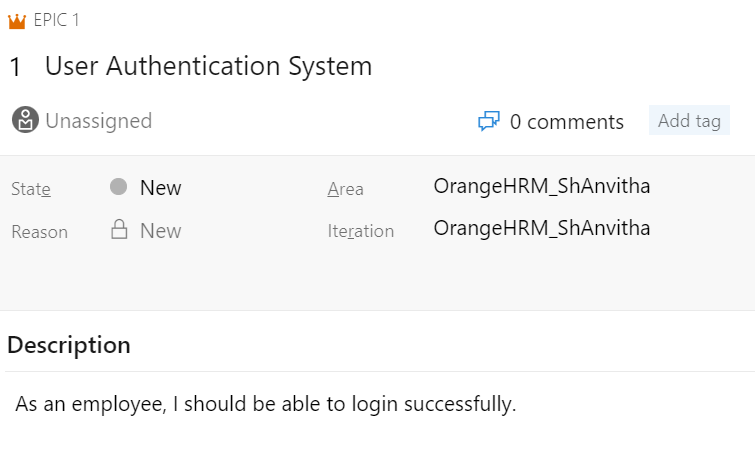 EPIC 1
1 User Authentication System
Unassigned 0 comments Add tag
State New Area OrangeHRM_ShAnvitha
Reason New Iteration OrangeHRM_ShAnvitha
Description
As an employee, I should be able to login successfully.